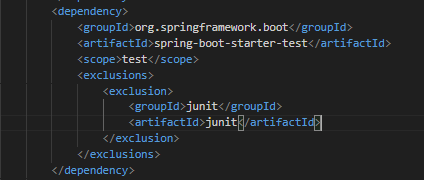 <dependency>
<groupId>org.springframework.boot</groupId>
<artifactId>spring-boot-starter-test</artifactId>
<scope>test</scope>
<exclusions>
<exclusion>
<groupId>junit</groupId>
<artifactId>junit</artifactId>
</exclusion>
</exclusions>
</dependency>